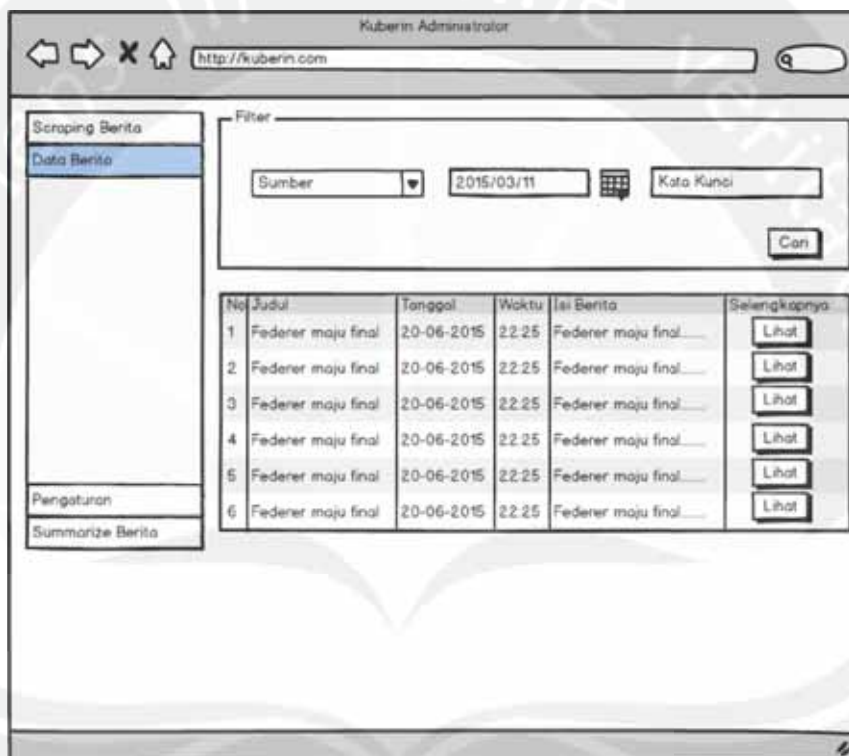 Kuberin Administrator
http://kuberin.com
Scraping Berita
Data Berita
Pengaturan
Summarize Berita
Filter
Sumber 2015/03/11 Kata Kunci
Cari
No Judul Tanggal Waktu Isi Berita Selengkapnya
1 Federer maju final 20-06-2015 22:25 Federer maju final....... Lihat
2 Federer maju final 20-06-2015 22:25 Federer maju final....... Lihat
3 Federer maju final 20-06-2015 22:25 Federer maju final....... Lihat
4 Federer maju final 20-06-2015 22:25 Federer maju final....... Lihat
5 Federer maju final 20-06-2015 22:25 Federer maju final....... Lihat
6 Federer maju final 20-06-2015 22:25 Federer maju final....... Lihat